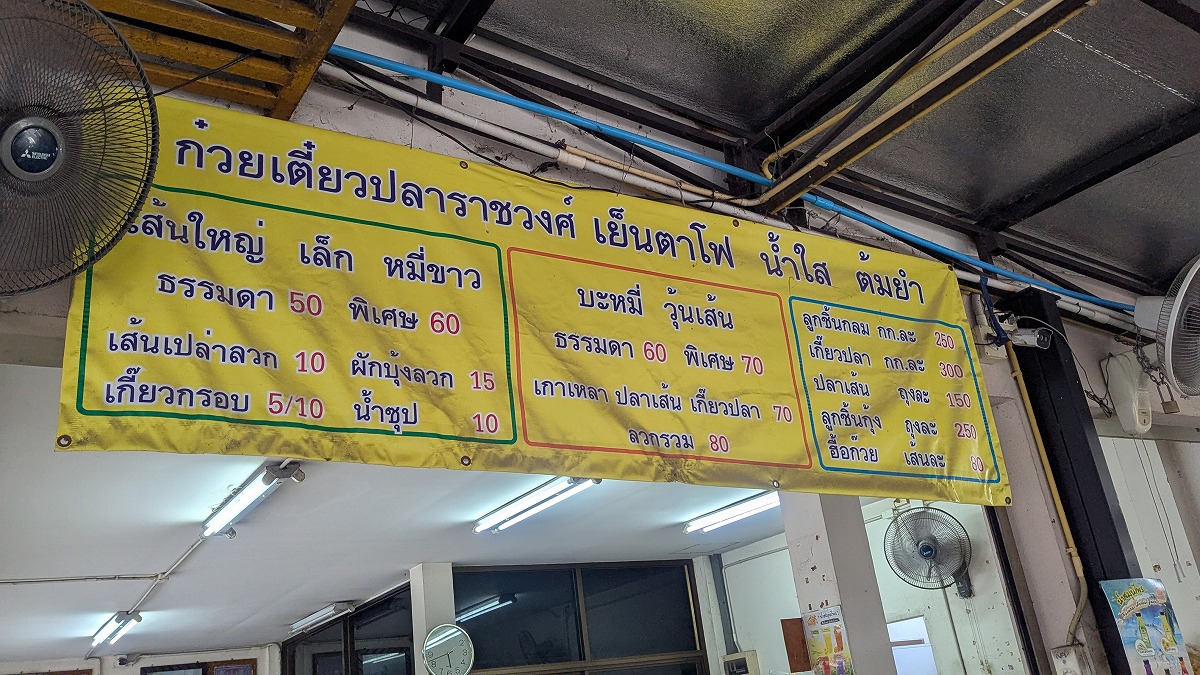 ก๋วยเตี๋ยวปลาราชวงศ์ เย็นตาโฟ น้ำใส ต้มยำ
เส้นใหญ่ เล็ก หมี่ขาว
ธรรมดา 50 พิเศษ 60
เส้นเปล่าลวก 10 ผักบุ้งลวก 15
เกี๊ยวกรอบ 5/10 น้ำซุป 10
บะหมี่ วุ้นเส้น
ธรรมดา 60 พิเศษ 70
เกาเหลา ปลาเส้น เกี๊ยวปลา 70
ลวกรวม 80
ลูกชิ้นกลม กก.ละ 250
เกี๊ยวปลา กก.ละ 300
ปลาเส้น ถุงละ 150
ลูกชิ้นกุ้ง ถุงละ 250
ฮื้อก๊วย เส้นละ 60
MITSUBISHI ELECTRIC